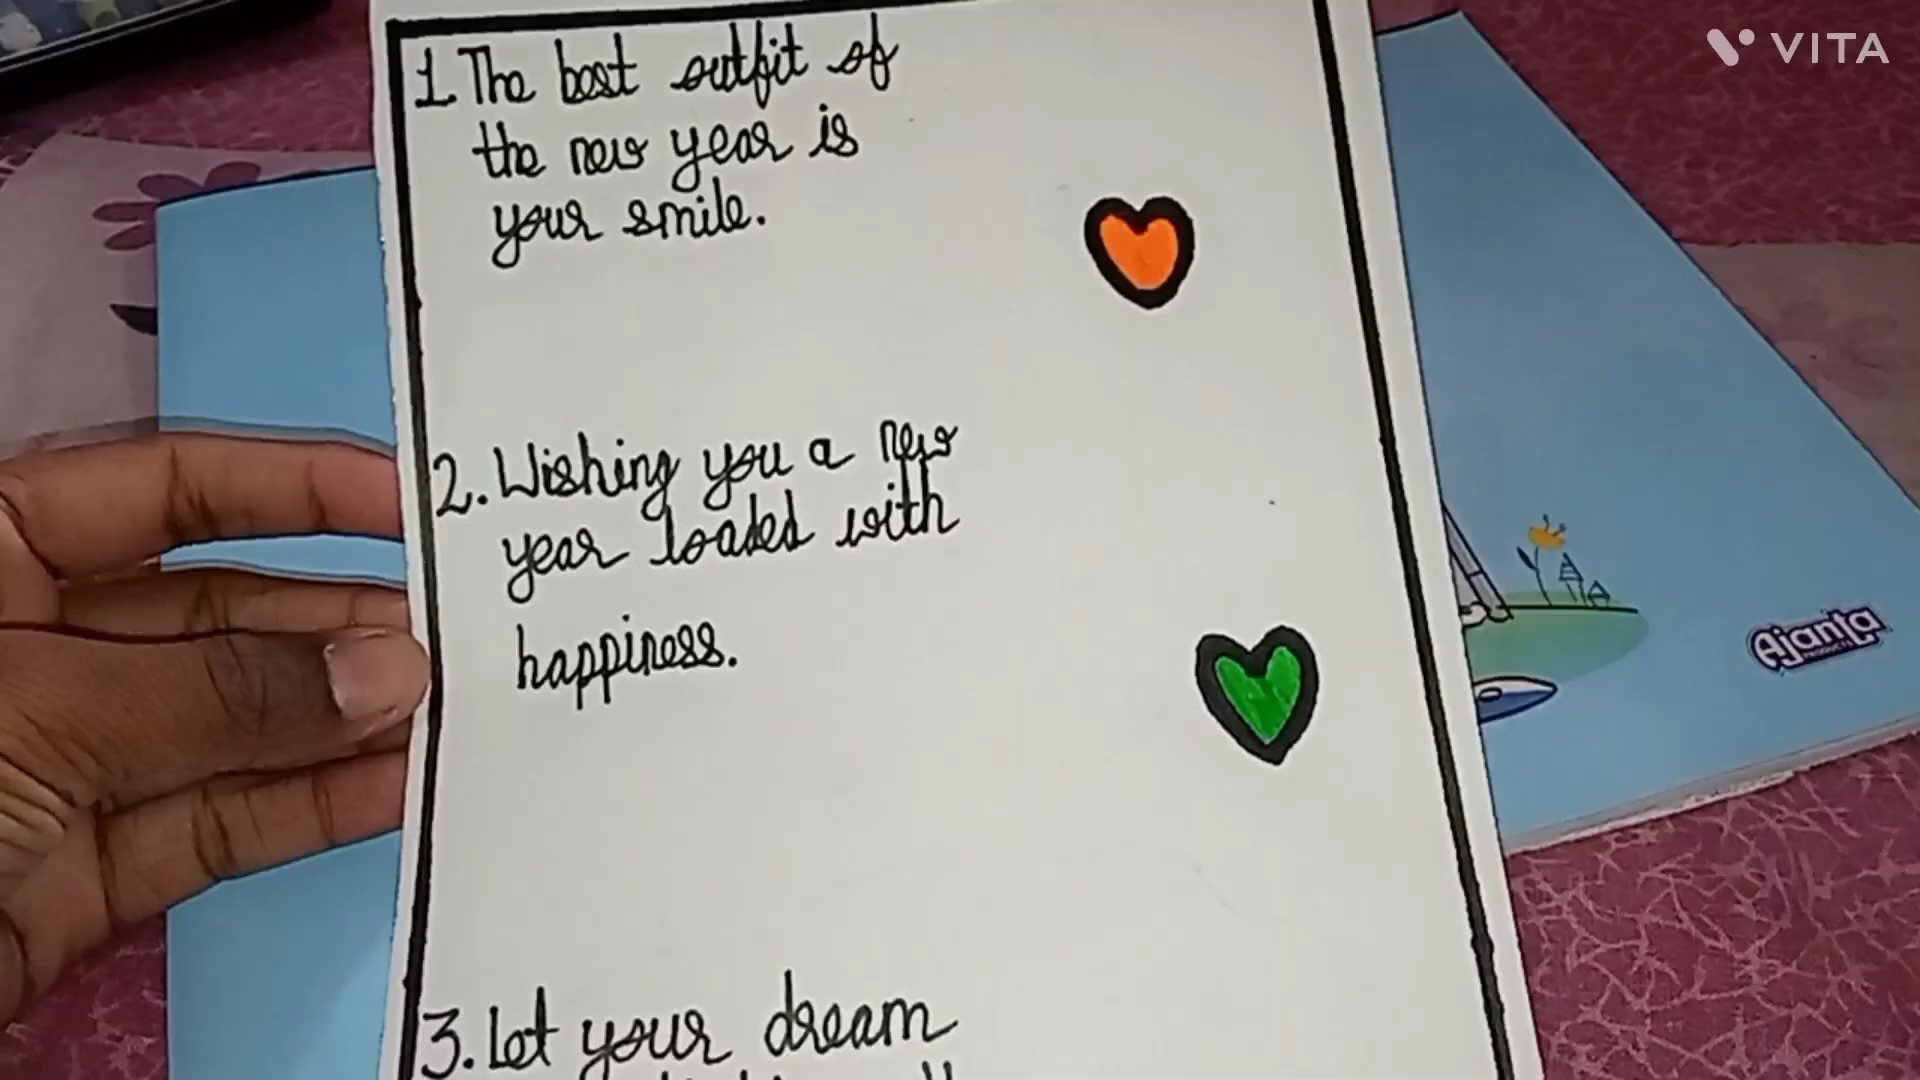 VITA
1. The best outfit of
the new year is
your smile.
2. Wishing you a new
year loaded with
happiness.
Ajanta
PRODUCTS
3. Let your dream